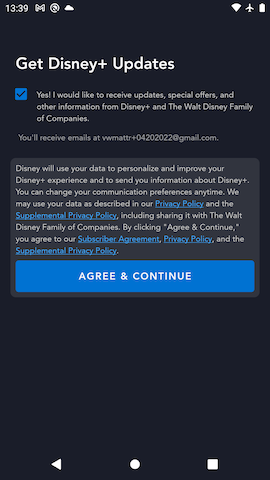 13:39
Get Disney+ Updates
Yes! I would like to receive updates, special offers, and
other information from Disney+ and The Walt Disney Family
of Companies.
You'll receive emails at vwmattr+04202022@gmail.com.
Disney will use your data to personalize and improve your
Disney+ experience and to send you information about Disney+.
You can change your communication preferences anytime. We
may use your data as described in our Privacy Policy and the
Supplemental Privacy Policy, including sharing it with The Walt
Disney Family of Companies. By clicking "Agree & Continue,"
you agree to our Subscriber Agreement, Privacy Policy, and the
Supplemental Privacy Policy.
AGREE & CONTINUE